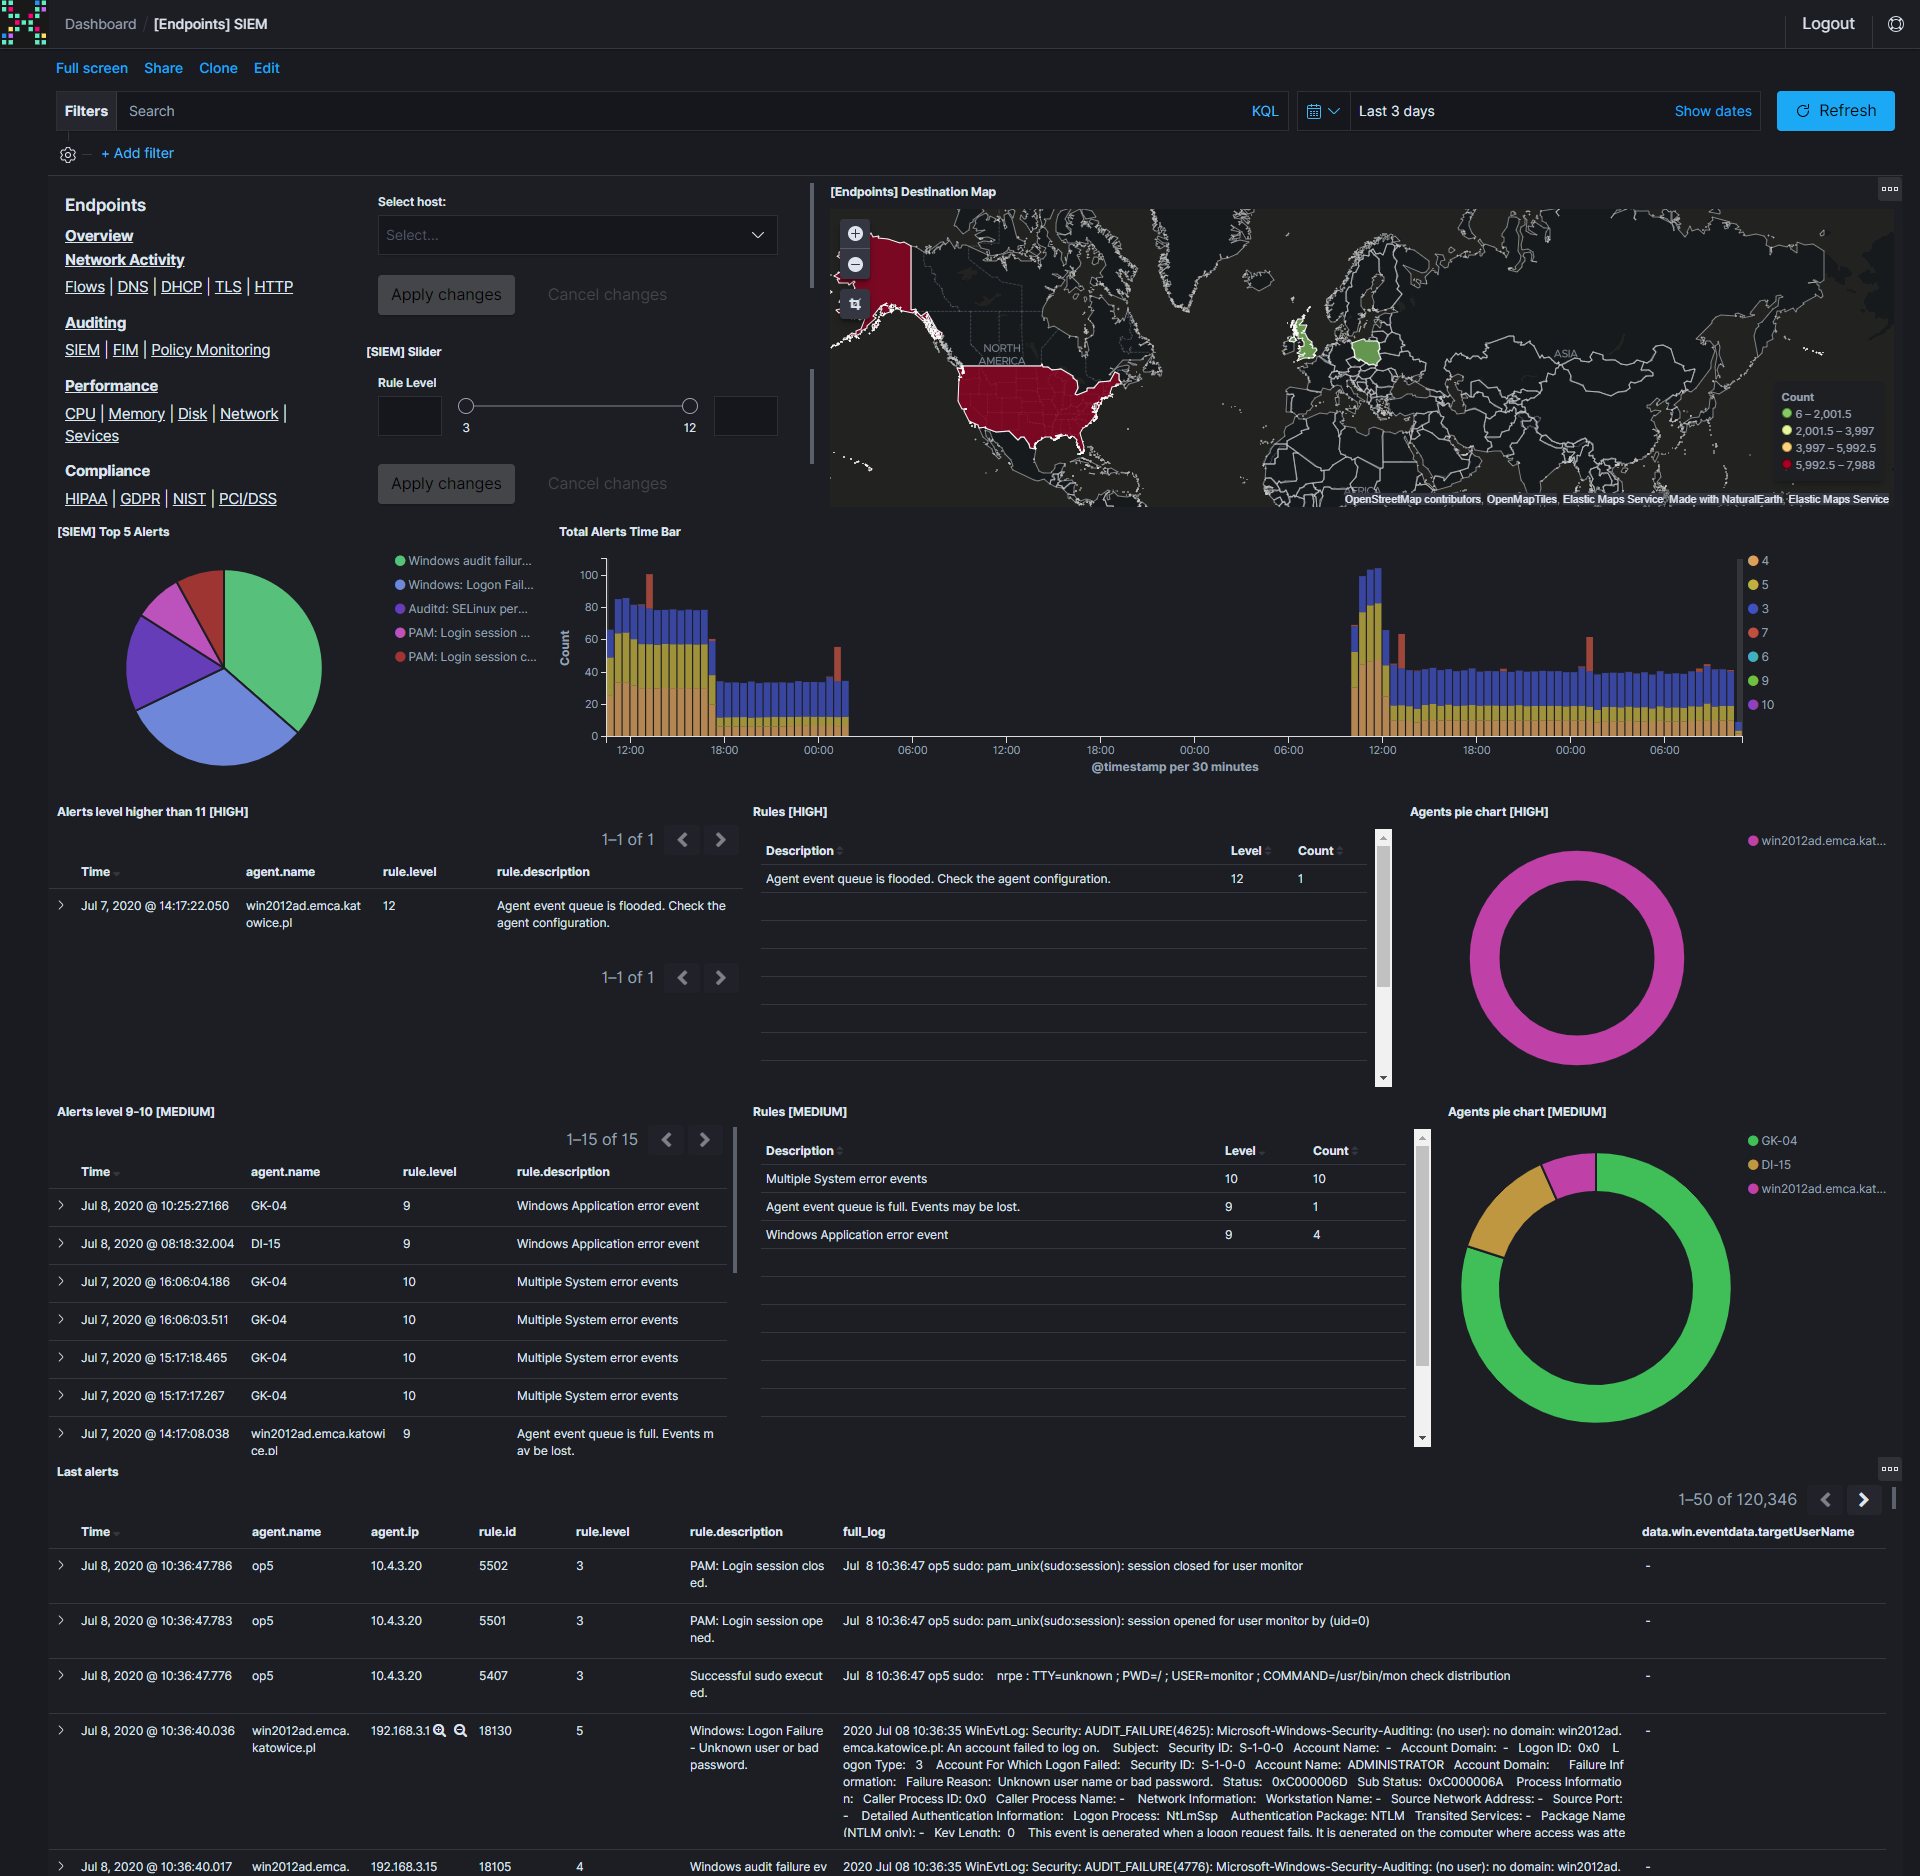 Dashboard / [Endpoints] SIEM
Logout
Full screen Share Clone Edit
Filters Search KQL Last 3 days Show dates Refresh
+ Add filter
Endpoints
Overview
Network Activity
Flows | DNS | DHCP | TLS | HTTP
Auditing
SIEM | FIM | Policy Monitoring
Performance
CPU | Memory | Disk | Network |
Sevices
Compliance
HIPAA | GDPR | NIST | PCI/DSS
Select host:
Select...
Apply changes Cancel changes
[SIEM] Slider
Rule Level
3 12
Apply changes Cancel changes
[Endpoints] Destination Map
NORTH
AMERICA
ASIA
Count
6 – 2,001.5
2,001.5 – 3,997
3,997 – 5,992.5
5,992.5 – 7,988
OpenStreetMap contributors, OpenMapTiles, Elastic Maps Service, Made with NaturalEarth, Elastic Maps Service
[SIEM] Top 5 Alerts
Windows audit failur...
Windows: Logon Fail...
Auditd: SELinux per...
PAM: Login session ...
PAM: Login session c...
Total Alerts Time Bar
Count
100
80
60
40
20
0
12:00 18:00 00:00 06:00 12:00 18:00 00:00 06:00 12:00 18:00 00:00 06:00
@timestamp per 30 minutes
4
5
3
7
6
9
10
Alerts level higher than 11 [HIGH]
1–1 of 1
Time agent.name rule.level rule.description
Jul 7, 2020 @ 14:17:22.050 win2012ad.emca.kat 12 Agent event queue is flooded. Check the
owice.pl agent configuration.
1–1 of 1
Rules [HIGH]
Description Level Count
Agent event queue is flooded. Check the agent configuration. 12 1
Agents pie chart [HIGH]
win2012ad.emca.kat...
Alerts level 9-10 [MEDIUM]
1–15 of 15
Time agent.name rule.level rule.description
Jul 8, 2020 @ 10:25:27.166 GK-04 9 Windows Application error event
Jul 8, 2020 @ 08:18:32.004 DI-15 9 Windows Application error event
Jul 7, 2020 @ 16:06:04.186 GK-04 10 Multiple System error events
Jul 7, 2020 @ 16:06:03.511 GK-04 10 Multiple System error events
Jul 7, 2020 @ 15:17:18.465 GK-04 10 Multiple System error events
Jul 7, 2020 @ 15:17:17.267 GK-04 10 Multiple System error events
Jul 7, 2020 @ 14:17:08.038 win2012ad.emca.katowi 9 Agent event queue is full. Events m
ce.pl ay be lost.
Rules [MEDIUM]
Description Level Count
Multiple System error events 10 10
Agent event queue is full. Events may be lost. 9 1
Windows Application error event 9 4
Agents pie chart [MEDIUM]
GK-04
DI-15
win2012ad.emca.kat...
Last alerts
1–50 of 120,346
Time agent.name agent.ip rule.id rule.level rule.description full_log data.win.eventdata.targetUserName
Jul 8, 2020 @ 10:36:47.786 op5 10.4.3.20 5502 3 PAM: Login session clos Jul 8 10:36:47 op5 sudo: pam_unix(sudo:session): session closed for user monitor -
ed.
Jul 8, 2020 @ 10:36:47.783 op5 10.4.3.20 5501 3 PAM: Login session ope Jul 8 10:36:47 op5 sudo: pam_unix(sudo:session): session opened for user monitor by (uid=0) -
ned.
Jul 8, 2020 @ 10:36:47.776 op5 10.4.3.20 5407 3 Successful sudo execut Jul 8 10:36:47 op5 sudo: nrpe : TTY=unknown ; PWD=/ ; USER=monitor ; COMMAND=/usr/bin/mon check distribution -
ed.
Jul 8, 2020 @ 10:36:40.036 win2012ad.emca. 192.168.3.1 18130 5 Windows: Logon Failure 2020 Jul 08 10:36:35 WinEvtLog: Security: AUDIT_FAILURE(4625): Microsoft-Windows-Security-Auditing: (no user): no domain: win2012ad. -
katowice.pl - Unknown user or bad emca.katowice.pl: An account failed to log on. Subject: Security ID: S-1-0-0 Account Name: - Account Domain: - Logon ID: 0x0 L
password. ogon Type: 3 Account For Which Logon Failed: Security ID: S-1-0-0 Account Name: ADMINISTRATOR Account Domain: Failure Inf
ormation: Failure Reason: Unknown user name or bad password. Status: 0xC000006D Sub Status: 0xC000006A Process Informatio
n: Caller Process ID: 0x0 Caller Process Name: - Network Information: Workstation Name: - Source Network Address: - Source Port:
- Detailed Authentication Information: Logon Process: NtLmSsp Authentication Package: NTLM Transited Services: - Package Name
(NTLM only): - Key Length: 0 This event is generated when a logon request fails. It is generated on the computer where access was atte
Jul 8, 2020 @ 10:36:40.017 win2012ad.emca. 192.168.3.15 18105 4 Windows audit failure ev 2020 Jul 08 10:36:35 WinEvtLog: Security: AUDIT_FAILURE(4776): Microsoft-Windows-Security-Auditing: (no user): no domain: win2012ad. -